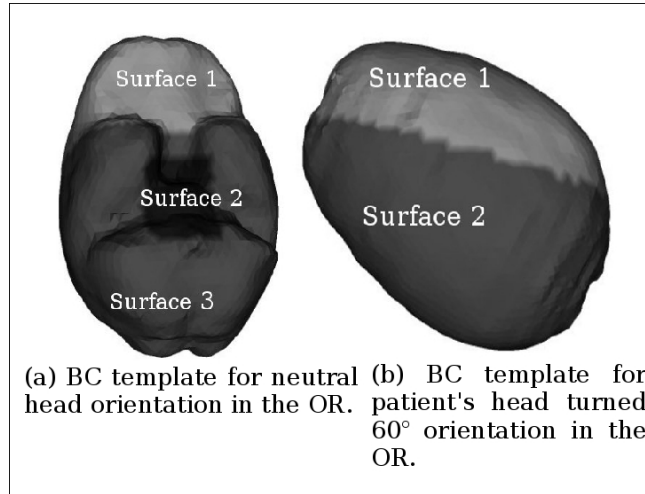 Surface 1
Surface 2
Surface 3
Surface 1
Surface 2
(a) BC template for neutral
head orientation in the OR.
(b) BC template for
patient's head turned
60° orientation in the
OR.